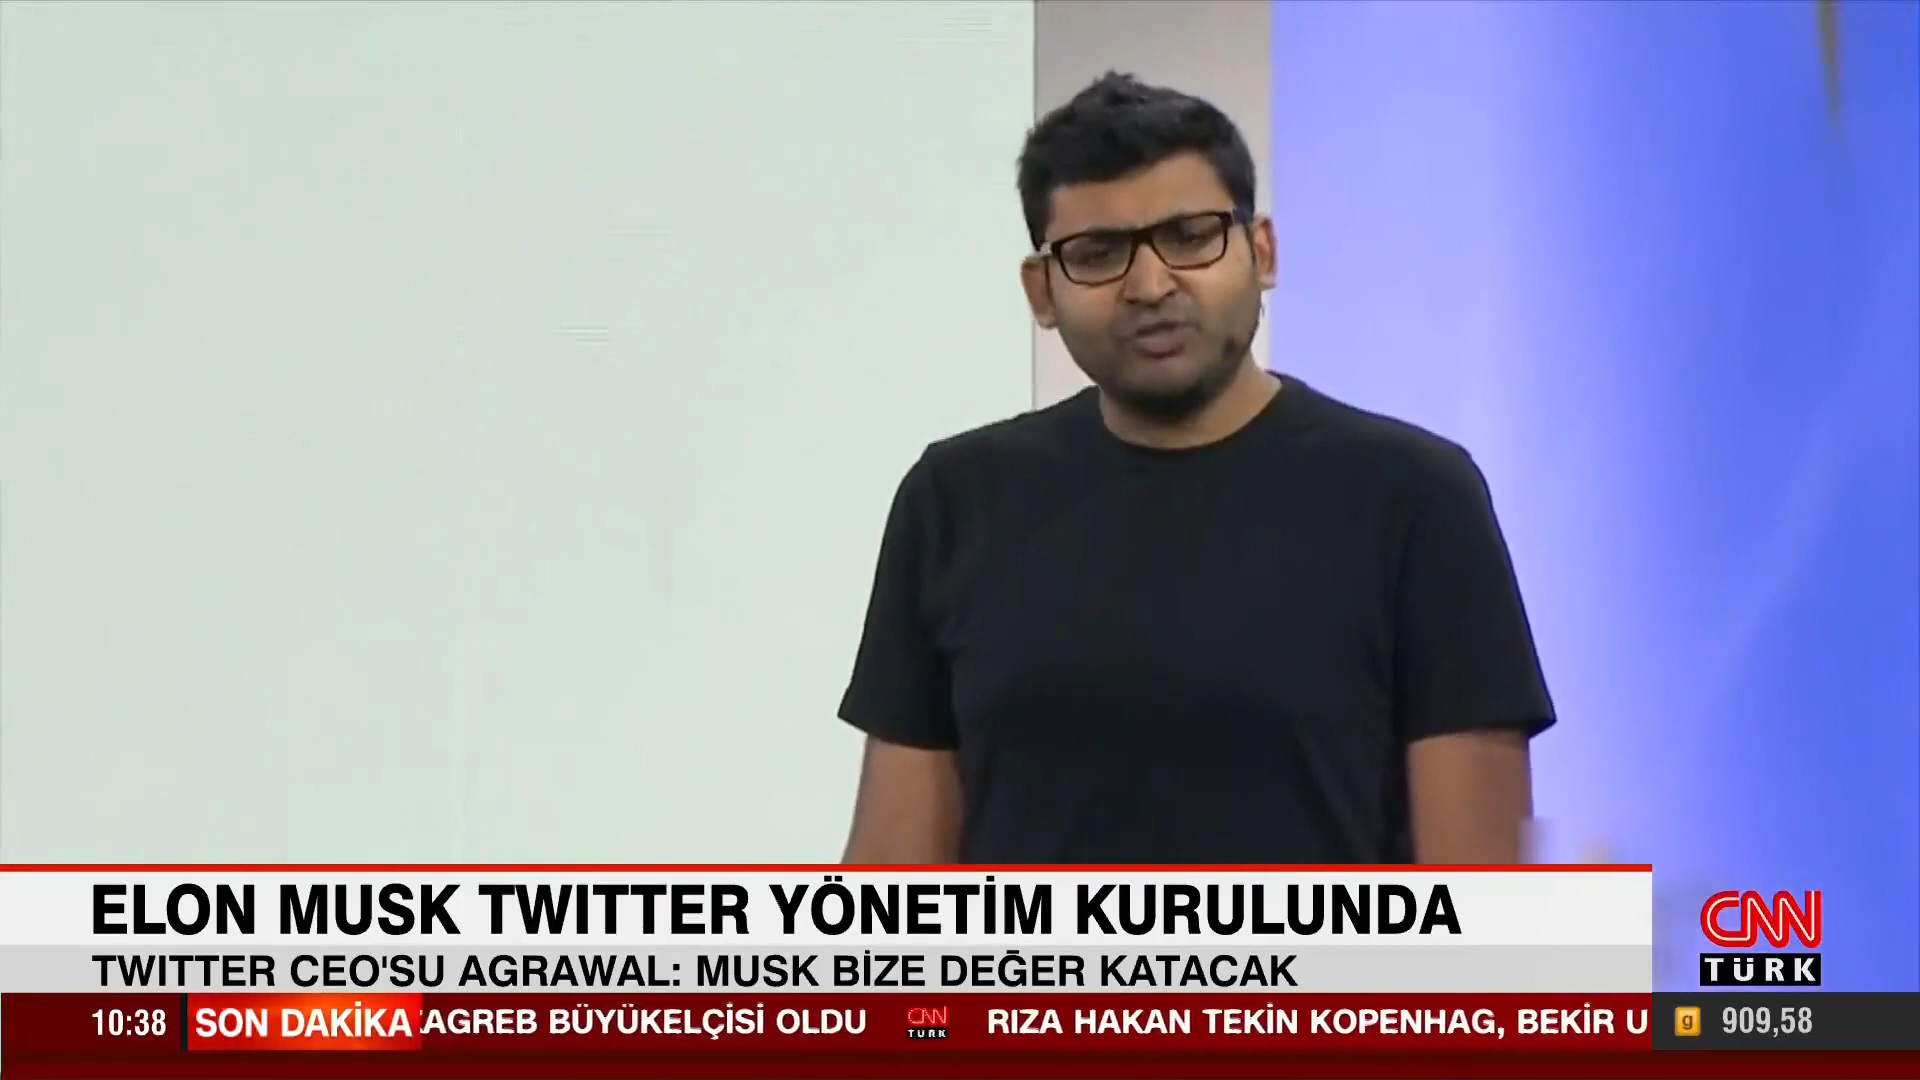 ELON MUSK TWITTER YÖNETİM KURULUNDA
TWITTER CEO'SU AGRAWAL: MUSK BİZE DEĞER KATACAK
CNN
TÜRK
10:38 SON DAKİKA AGREB BÜYÜKELÇİSİ OLDU CNN TÜRK RIZA HAKAN TEKİN KOPENHAG, BEKİR U g 909,58